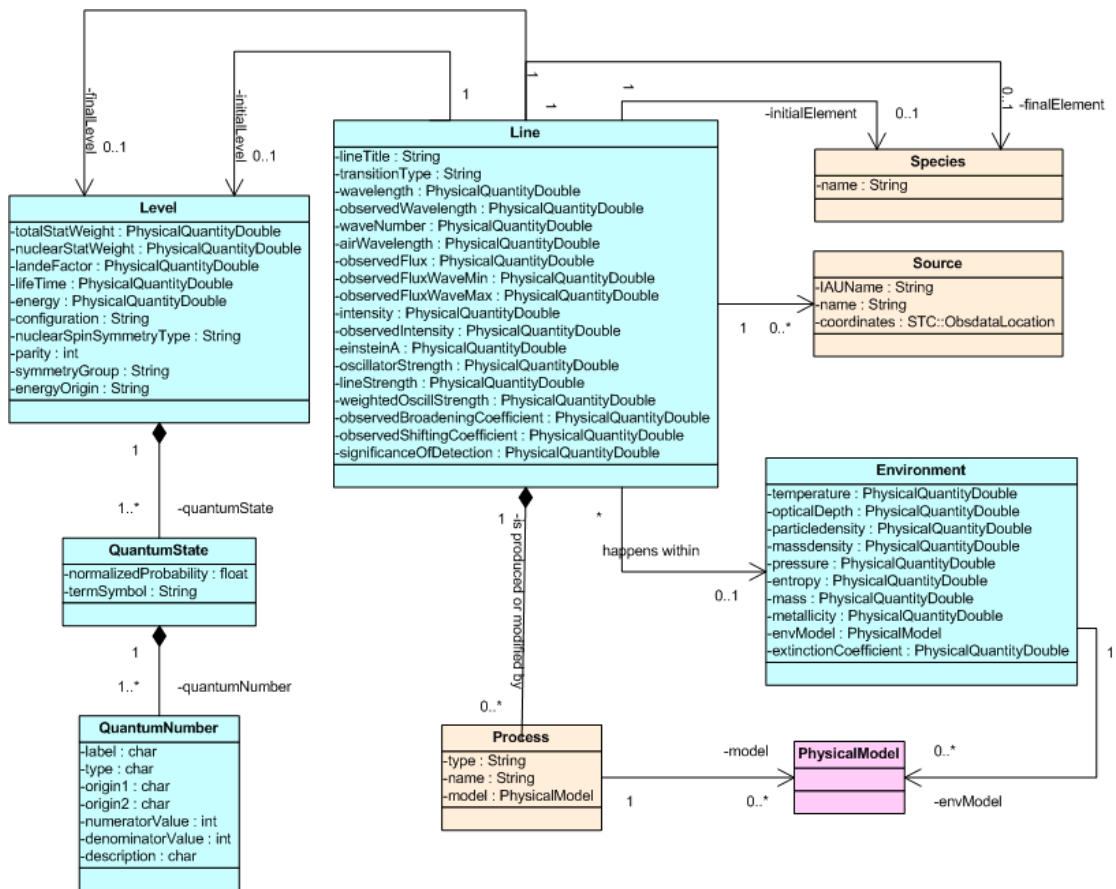 1
1
1
1
-finalLevel
0..1
-initialLevel
0..1
-initialElement
0..1
0..1
-finalElement
Line
-lineTitle : String
-transitionType : String
-wavelength : PhysicalQuantityDouble
-observedWavelength : PhysicalQuantityDouble
-waveNumber : PhysicalQuantityDouble
-airWavelength : PhysicalQuantityDouble
-observedFlux : PhysicalQuantityDouble
-observedFluxWaveMin : PhysicalQuantityDouble
-observedFluxWaveMax : PhysicalQuantityDouble
-intensity : PhysicalQuantityDouble
-observedIntensity : PhysicalQuantityDouble
-einsteinA : PhysicalQuantityDouble
-oscillatorStrength : PhysicalQuantityDouble
-lineStrength : PhysicalQuantityDouble
-weightedOscillStrength : PhysicalQuantityDouble
-observedBroadeningCoefficient : PhysicalQuantityDouble
-observedShiftingCoefficient : PhysicalQuantityDouble
-significanceOfDetection : PhysicalQuantityDouble
Species
-name : String
Level
-totalStatWeight : PhysicalQuantityDouble
-nuclearStatWeight : PhysicalQuantityDouble
-landeFactor : PhysicalQuantityDouble
-lifeTime : PhysicalQuantityDouble
-energy : PhysicalQuantityDouble
-configuration : String
-nuclearSpinSymmetryType : String
-parity : int
-symmetryGroup : String
-energyOrigin : String
Source
-IAUName : String
-name : String
-coordinates : STC::ObsdataLocation
1
0..*
1
1..*
-quantumState
QuantumState
-normalizedProbability : float
-termSymbol : String
1
1..*
-quantumNumber
QuantumNumber
-label : char
-type : char
-origin1 : char
-origin2 : char
-numeratorValue : int
-denominatorValue : int
-description : char
1
-is produced or modified by
0..*
*
happens within
0..1
Environment
-temperature : PhysicalQuantityDouble
-opticalDepth : PhysicalQuantityDouble
-particledensity : PhysicalQuantityDouble
-massdensity : PhysicalQuantityDouble
-pressure : PhysicalQuantityDouble
-entropy : PhysicalQuantityDouble
-mass : PhysicalQuantityDouble
-metallicity : PhysicalQuantityDouble
-envModel : PhysicalModel
-extinctionCoefficient : PhysicalQuantityDouble
1
Process
-type : String
-name : String
-model : PhysicalModel
-model
1
0..*
PhysicalModel
0..*
-envModel